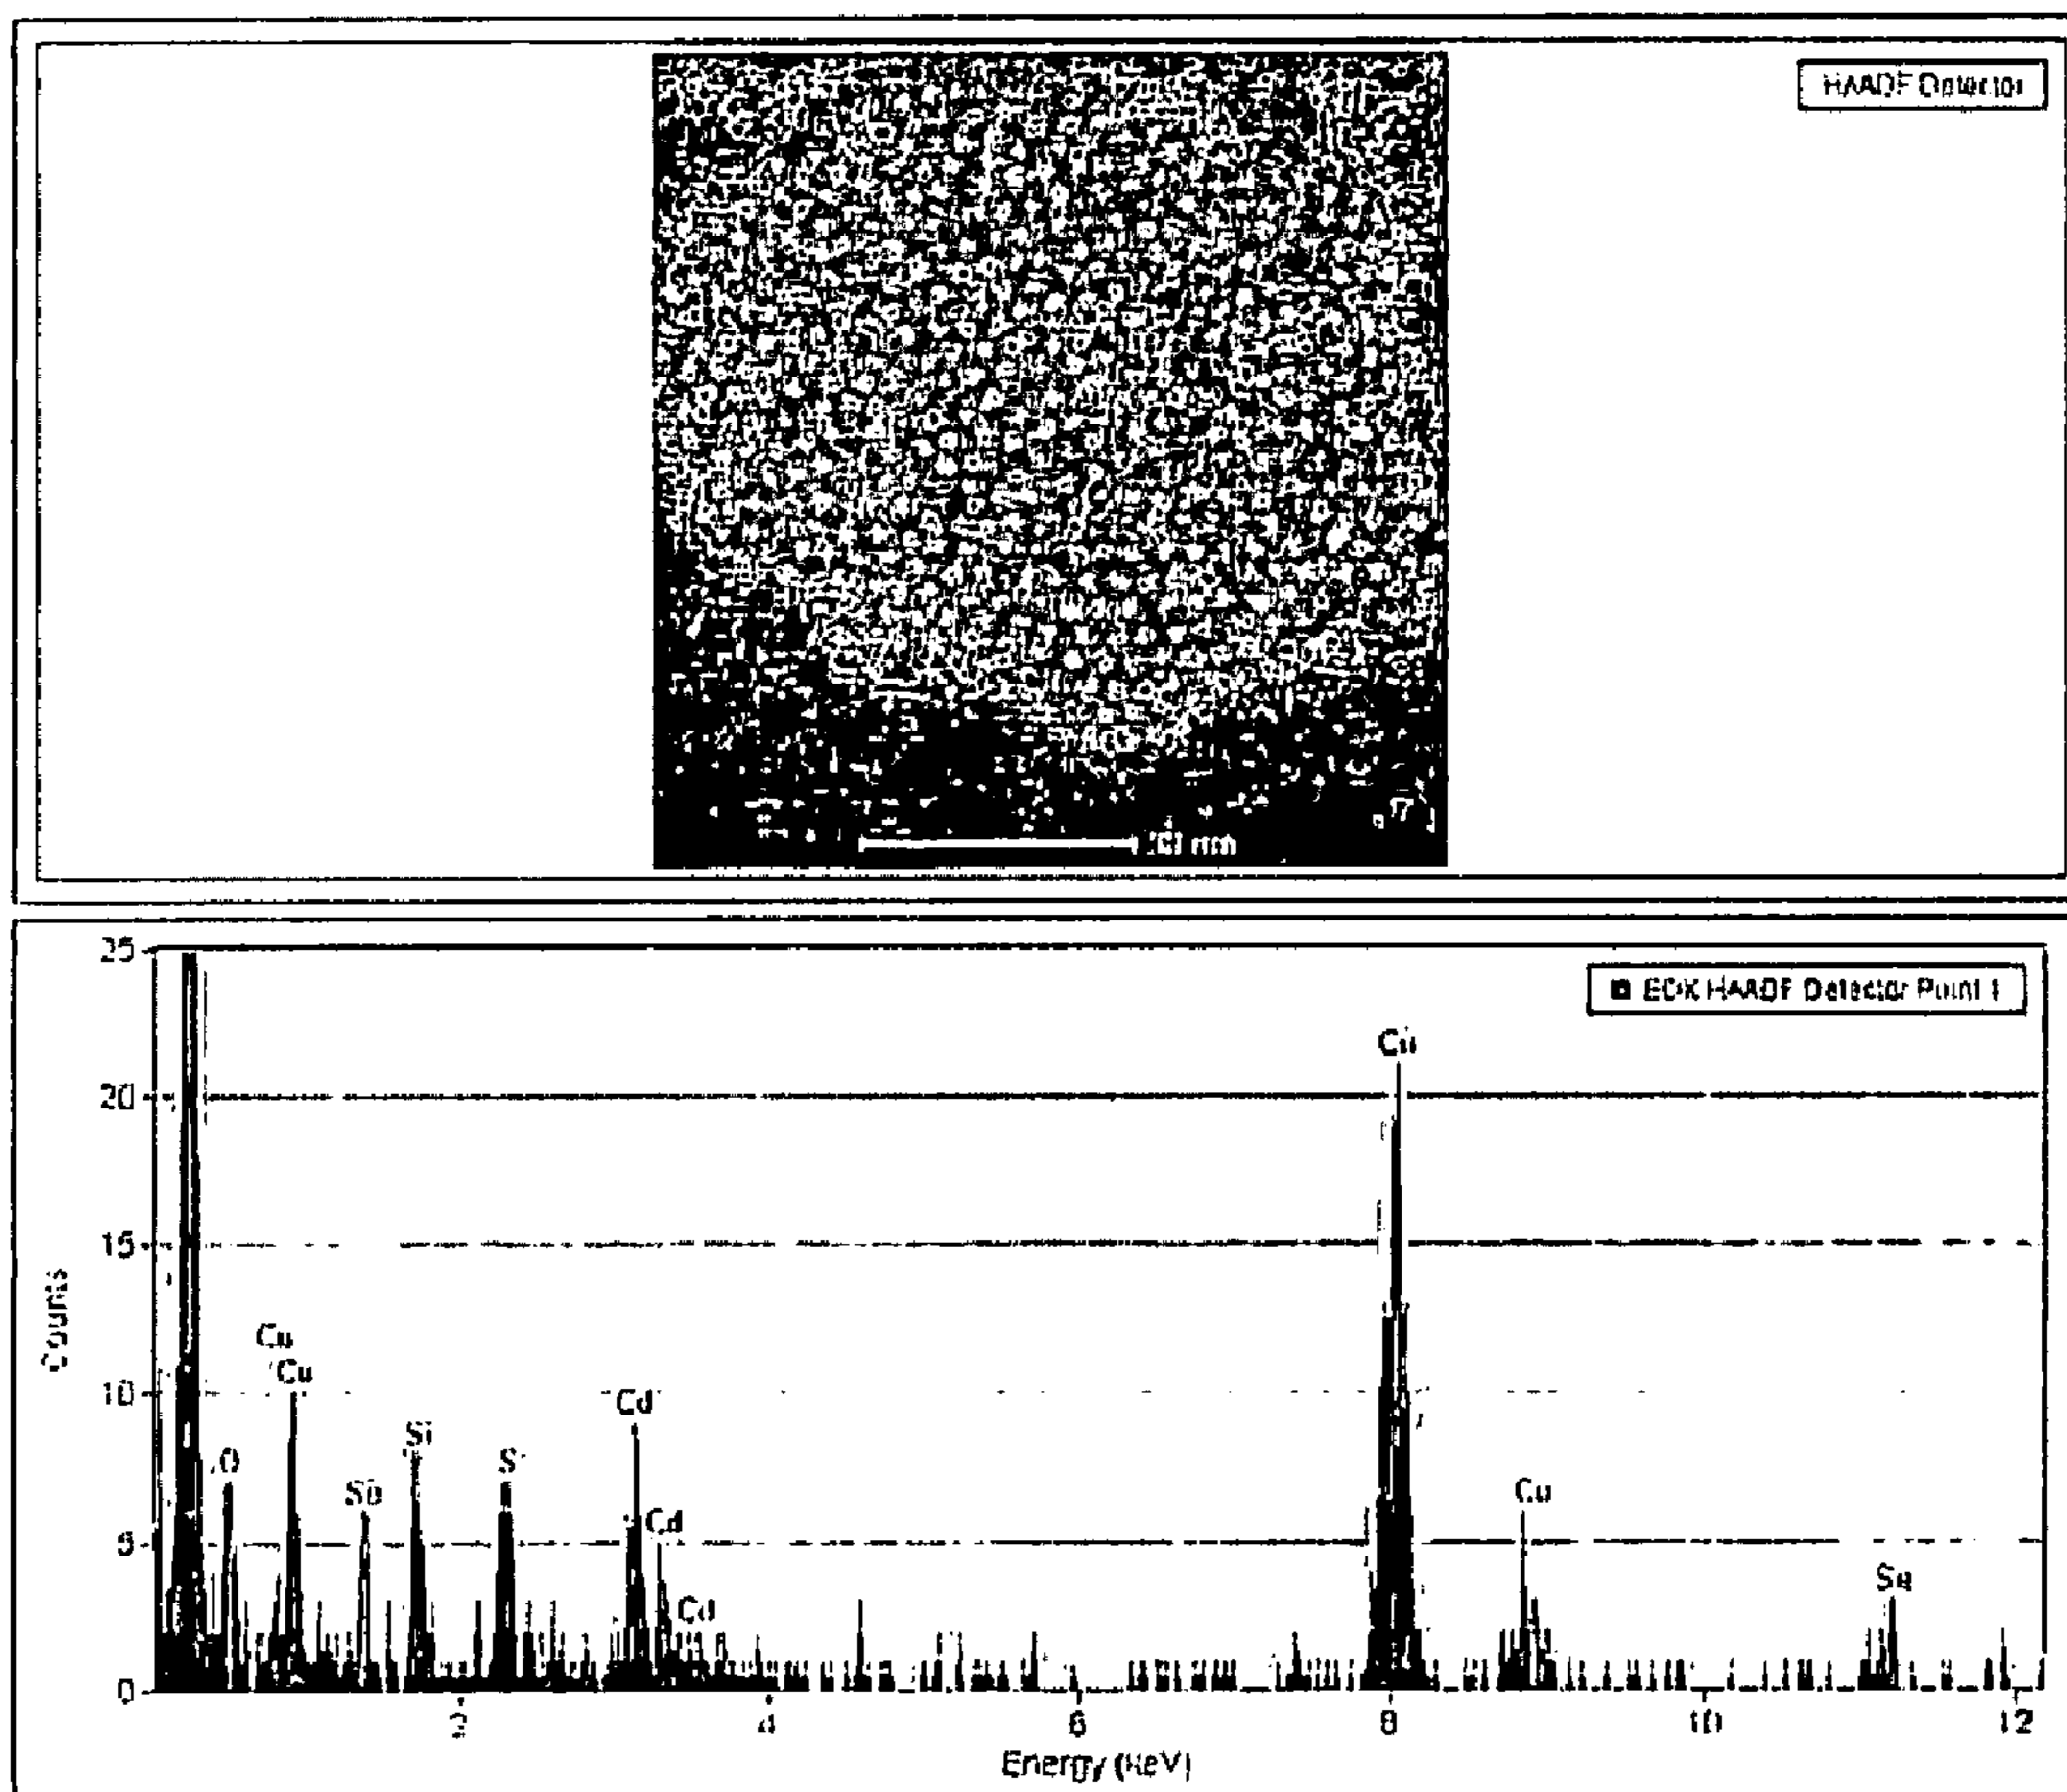 HAADF Detector
nm
25
EDX HAADF Detector Point 1
Cu
20
15
Counts
Cu
Cu
10
Cd
Si
O
S
Se
Cd
Cu
5
Se
Cd
0
2
4
6
8
10
12
Energy (KeV)